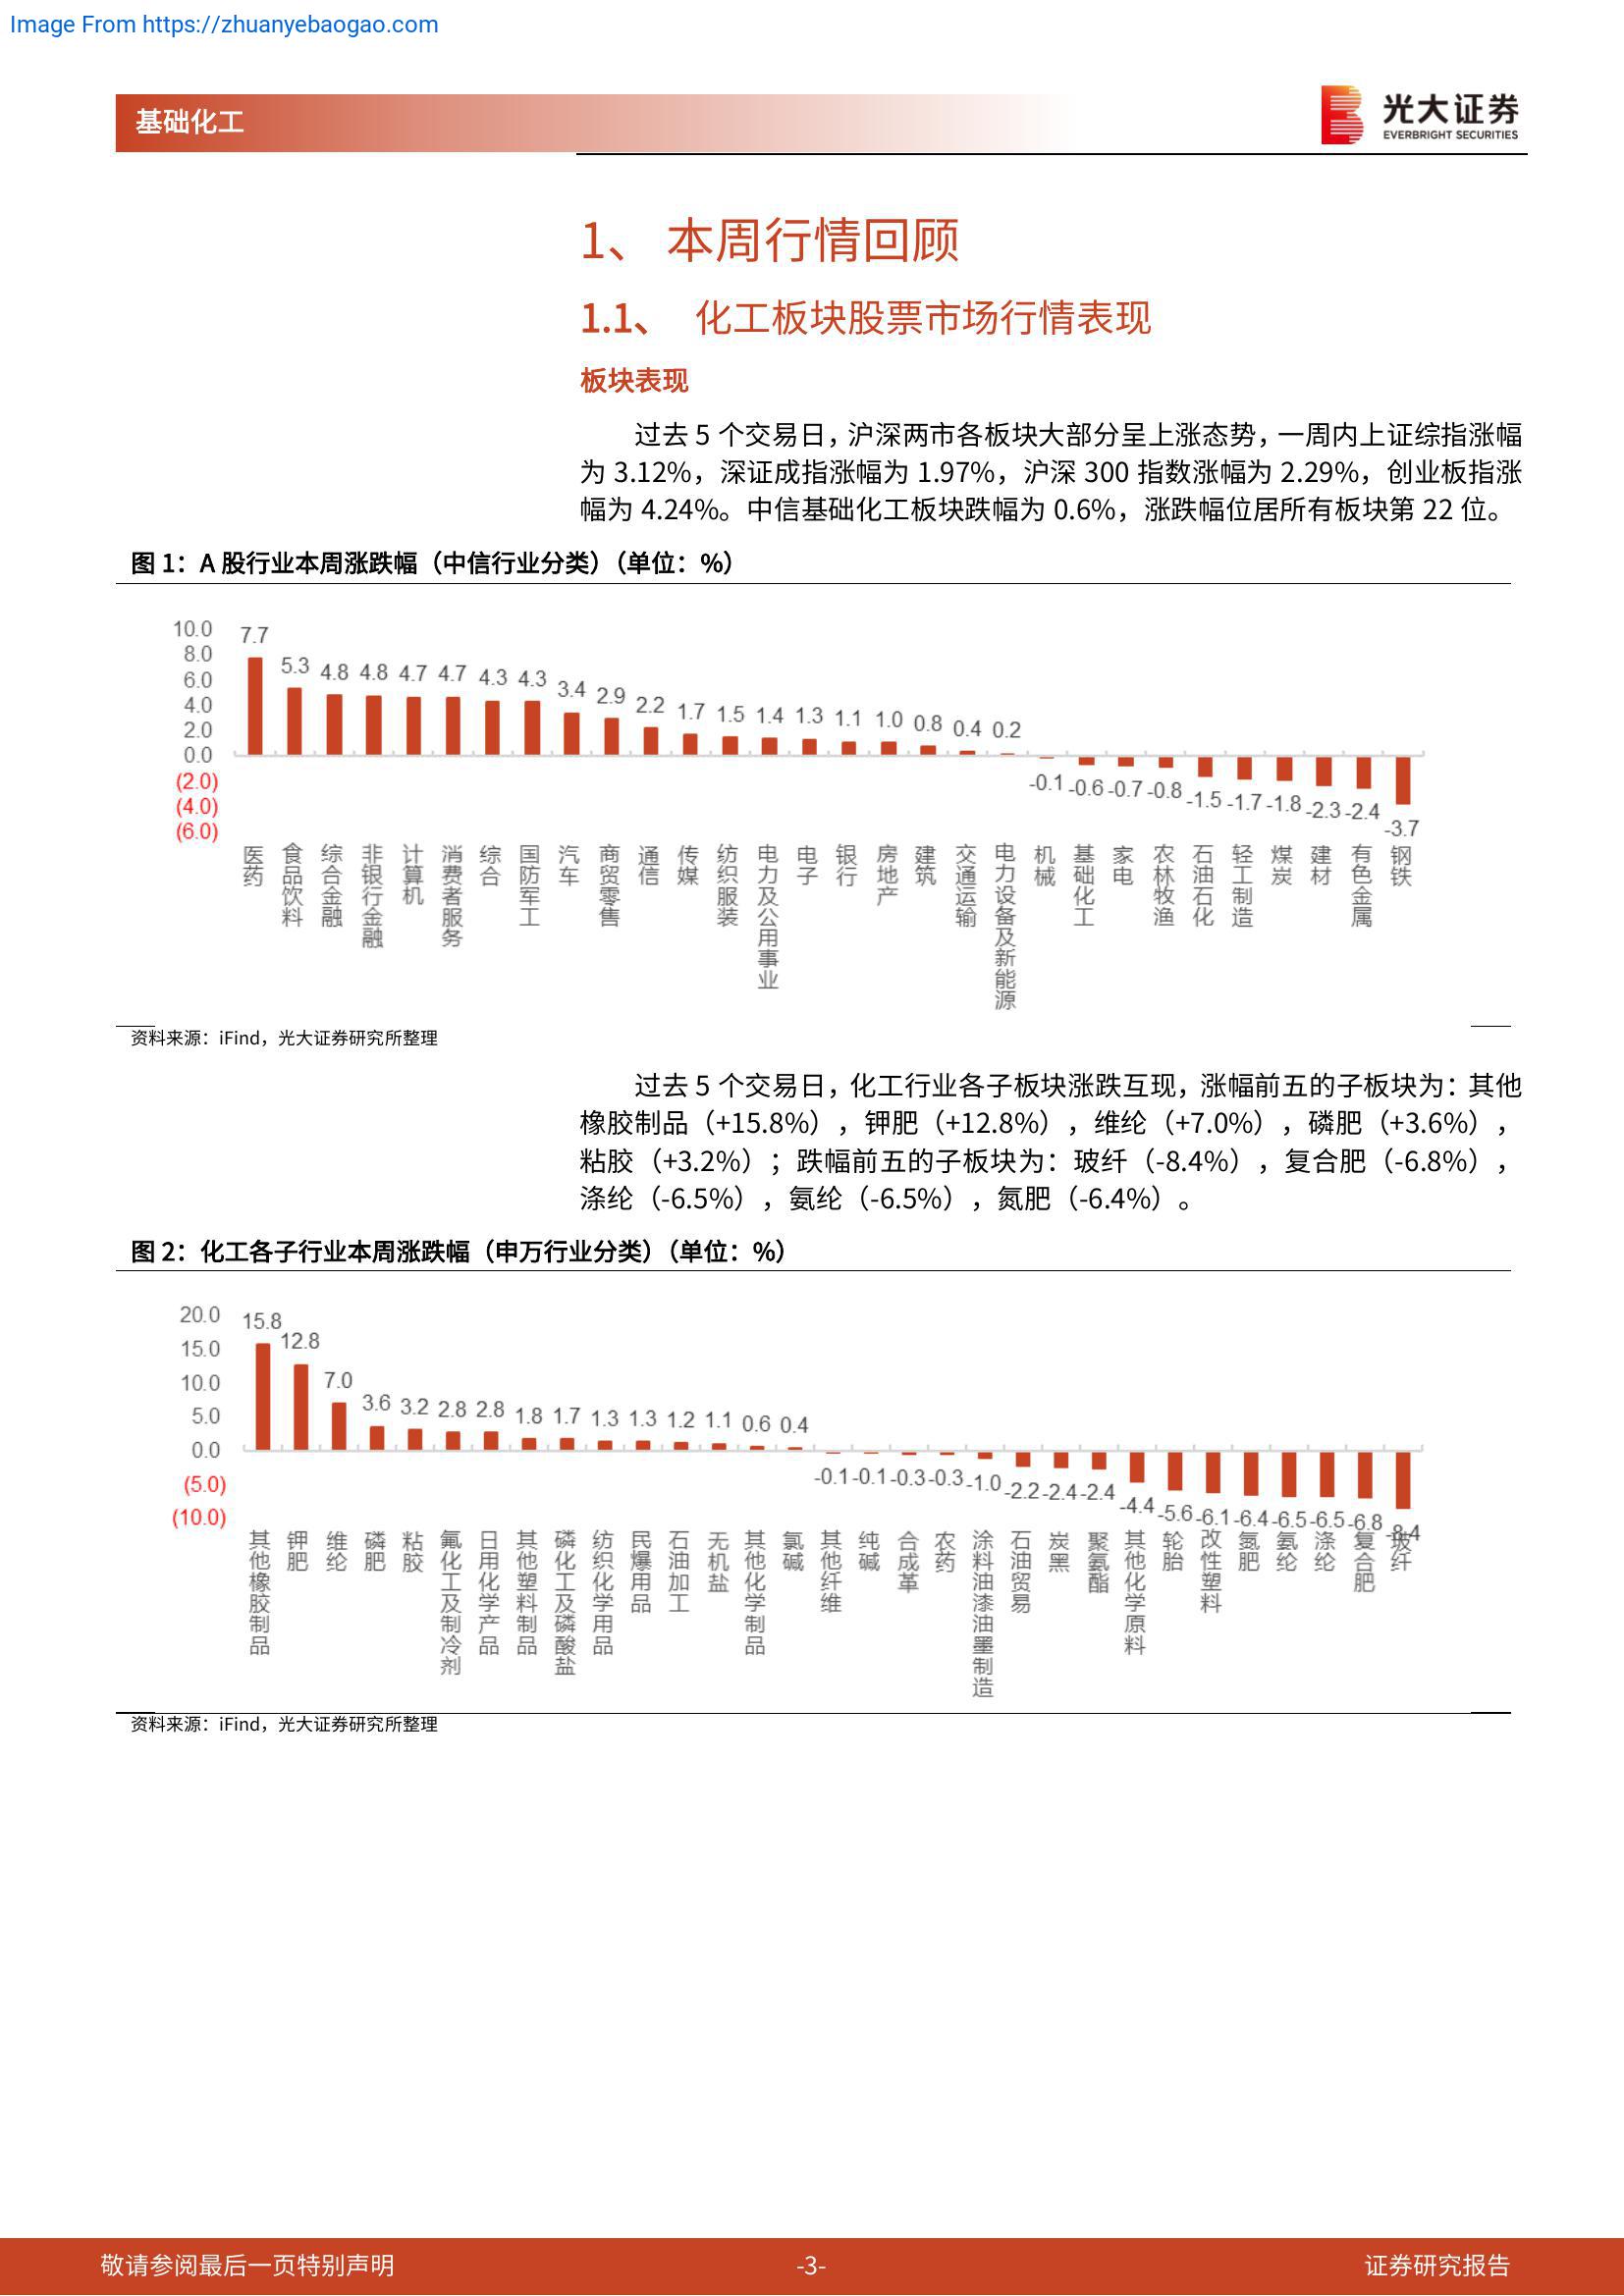 Image From https://zhuanyebaogao.com
基础化工
光大证券
EVERBRIGHT SECURITIES
1、 本周行情回顾
1.1、 化工板块股票市场行情表现
板块表现
过去 5 个交易日，沪深两市各板块大部分呈上涨态势，一周内上证综指涨幅
为 3.12%，深证成指涨幅为 1.97%，沪深 300 指数涨幅为 2.29%，创业板指涨
幅为 4.24%。中信基础化工板块跌幅为 0.6%，涨跌幅位居所有板块第 22 位。
图 1：A 股行业本周涨跌幅（中信行业分类）（单位：%）
10.0
8.0
6.0
4.0
2.0
0.0
(2.0)
(4.0)
(6.0)
7.7 5.3 4.8 4.8 4.7 4.7 4.3 4.3 3.4 2.9 2.2 1.7 1.5 1.4 1.3 1.1 1.0 0.8 0.4 0.2 -0.1 -0.6 -0.7 -0.8 -1.5 -1.7 -1.8 -2.3 -2.4 -3.7
医药
食品饮料
综合金融
非银行金融
计算机
消费者服务
综合
国防军工
汽车
商贸零售
通信
传媒
纺织服装
电力及公用事业
电子
银行
房地产
建筑
交通运输
电力设备及新能源
机械
基础化工
家电
农林牧渔
石油石化
轻工制造
煤炭
建材
有色金属
钢铁
资料来源：iFind，光大证券研究所整理
过去 5 个交易日，化工行业各子板块涨跌互现，涨幅前五的子板块为：其他
橡胶制品（+15.8%），钾肥（+12.8%），维纶（+7.0%），磷肥（+3.6%），
粘胶（+3.2%）；跌幅前五的子板块为：玻纤（-8.4%），复合肥（-6.8%），
涤纶（-6.5%），氨纶（-6.5%），氮肥（-6.4%）。
图 2：化工各子行业本周涨跌幅（申万行业分类）（单位：%）
20.0
15.0
10.0
5.0
0.0
(5.0)
(10.0)
15.8 12.8 7.0 3.6 3.2 2.8 2.8 1.8 1.7 1.3 1.3 1.2 1.1 0.6 0.4 -0.1 -0.1 -0.3 -0.3 -1.0 -2.2 -2.4 -2.4 -4.4 -5.6 -6.1 -6.4 -6.5 -6.5 -6.8 -8.4
其他橡胶制品
钾肥
维纶
磷肥
粘胶
氟化工及制冷剂
日用化学产品
其他塑料制品
磷化工及磷酸盐
纺织化学用品
民爆用品
石油加工
无机盐
其他化学制品
氯碱
其他纤维
纯碱
合成革
农药
涂料油漆油墨制造
石油贸易
炭黑
聚氨酯
其他化学原料
轮胎
改性塑料
氮肥
氨纶
涤纶
复合肥
玻纤
资料来源：iFind，光大证券研究所整理
敬请参阅最后一页特别声明
-3-
证券研究报告